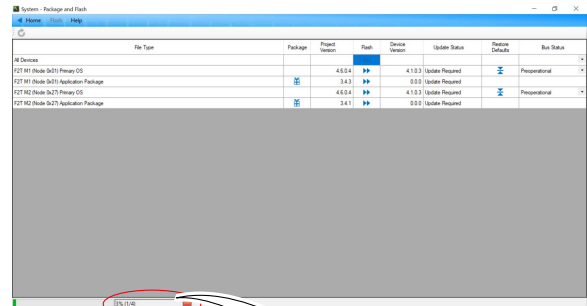 System - Package and Flash
Home Flash Help
File Type Package Project Version Flash Device Version Update Status Restore Defaults Bus Status
All Devices
F2T M1 (Node 0x01) Primary OS 4.6.0.4 4.1.0.3 Update Required Preoperational
F2T M1 (Node 0x01) Application Package 3.4.3 0.0.0 Update Required
F2T M2 (Node 0x27) Primary OS 4.6.0.4 4.1.0.3 Update Required Preoperational
F2T M2 (Node 0x27) Application Package 3.4.1 0.0.0 Update Required
3% (1/4)